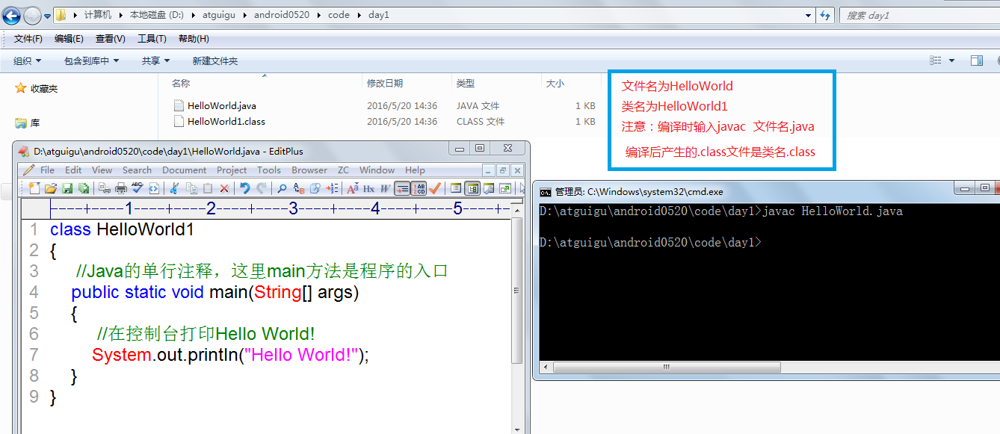 计算机 本地磁盘 (D:) atguigu android0520 code day1
搜索 day1
文件(F) 编辑(E) 查看(V) 工具(T) 帮助(H)
组织 包含到库中 共享 新建文件夹
收藏夹
库
名称 修改日期 类型 大小
HelloWorld.java 2016/5/20 14:36 JAVA 文件 1 KB
HelloWorld1.class 2016/5/20 14:36 CLASS 文件 1 KB
文件名为HelloWorld
类名为HelloWorld1
注意：编译时输入javac 文件名.java
编译后产生的.class文件是类名.class
D:\atguigu\android0520\code\day1\HelloWorld.java - EditPlus
File Edit View Search Document Project Tools Browser ZC Window Help
----+----1----+----2----+----3----+----4----+----5----+--
1 class HelloWorld1
2 {
3 //Java的单行注释，这里main方法是程序的入口
4 public static void main(String[] args)
5 {
6 //在控制台打印Hello World!
7 System.out.println("Hello World!");
8 }
9 }
管理员: C:\Windows\system32\cmd.exe
D:\atguigu\android0520\code\day1>javac HelloWorld.java
D:\atguigu\android0520\code\day1>